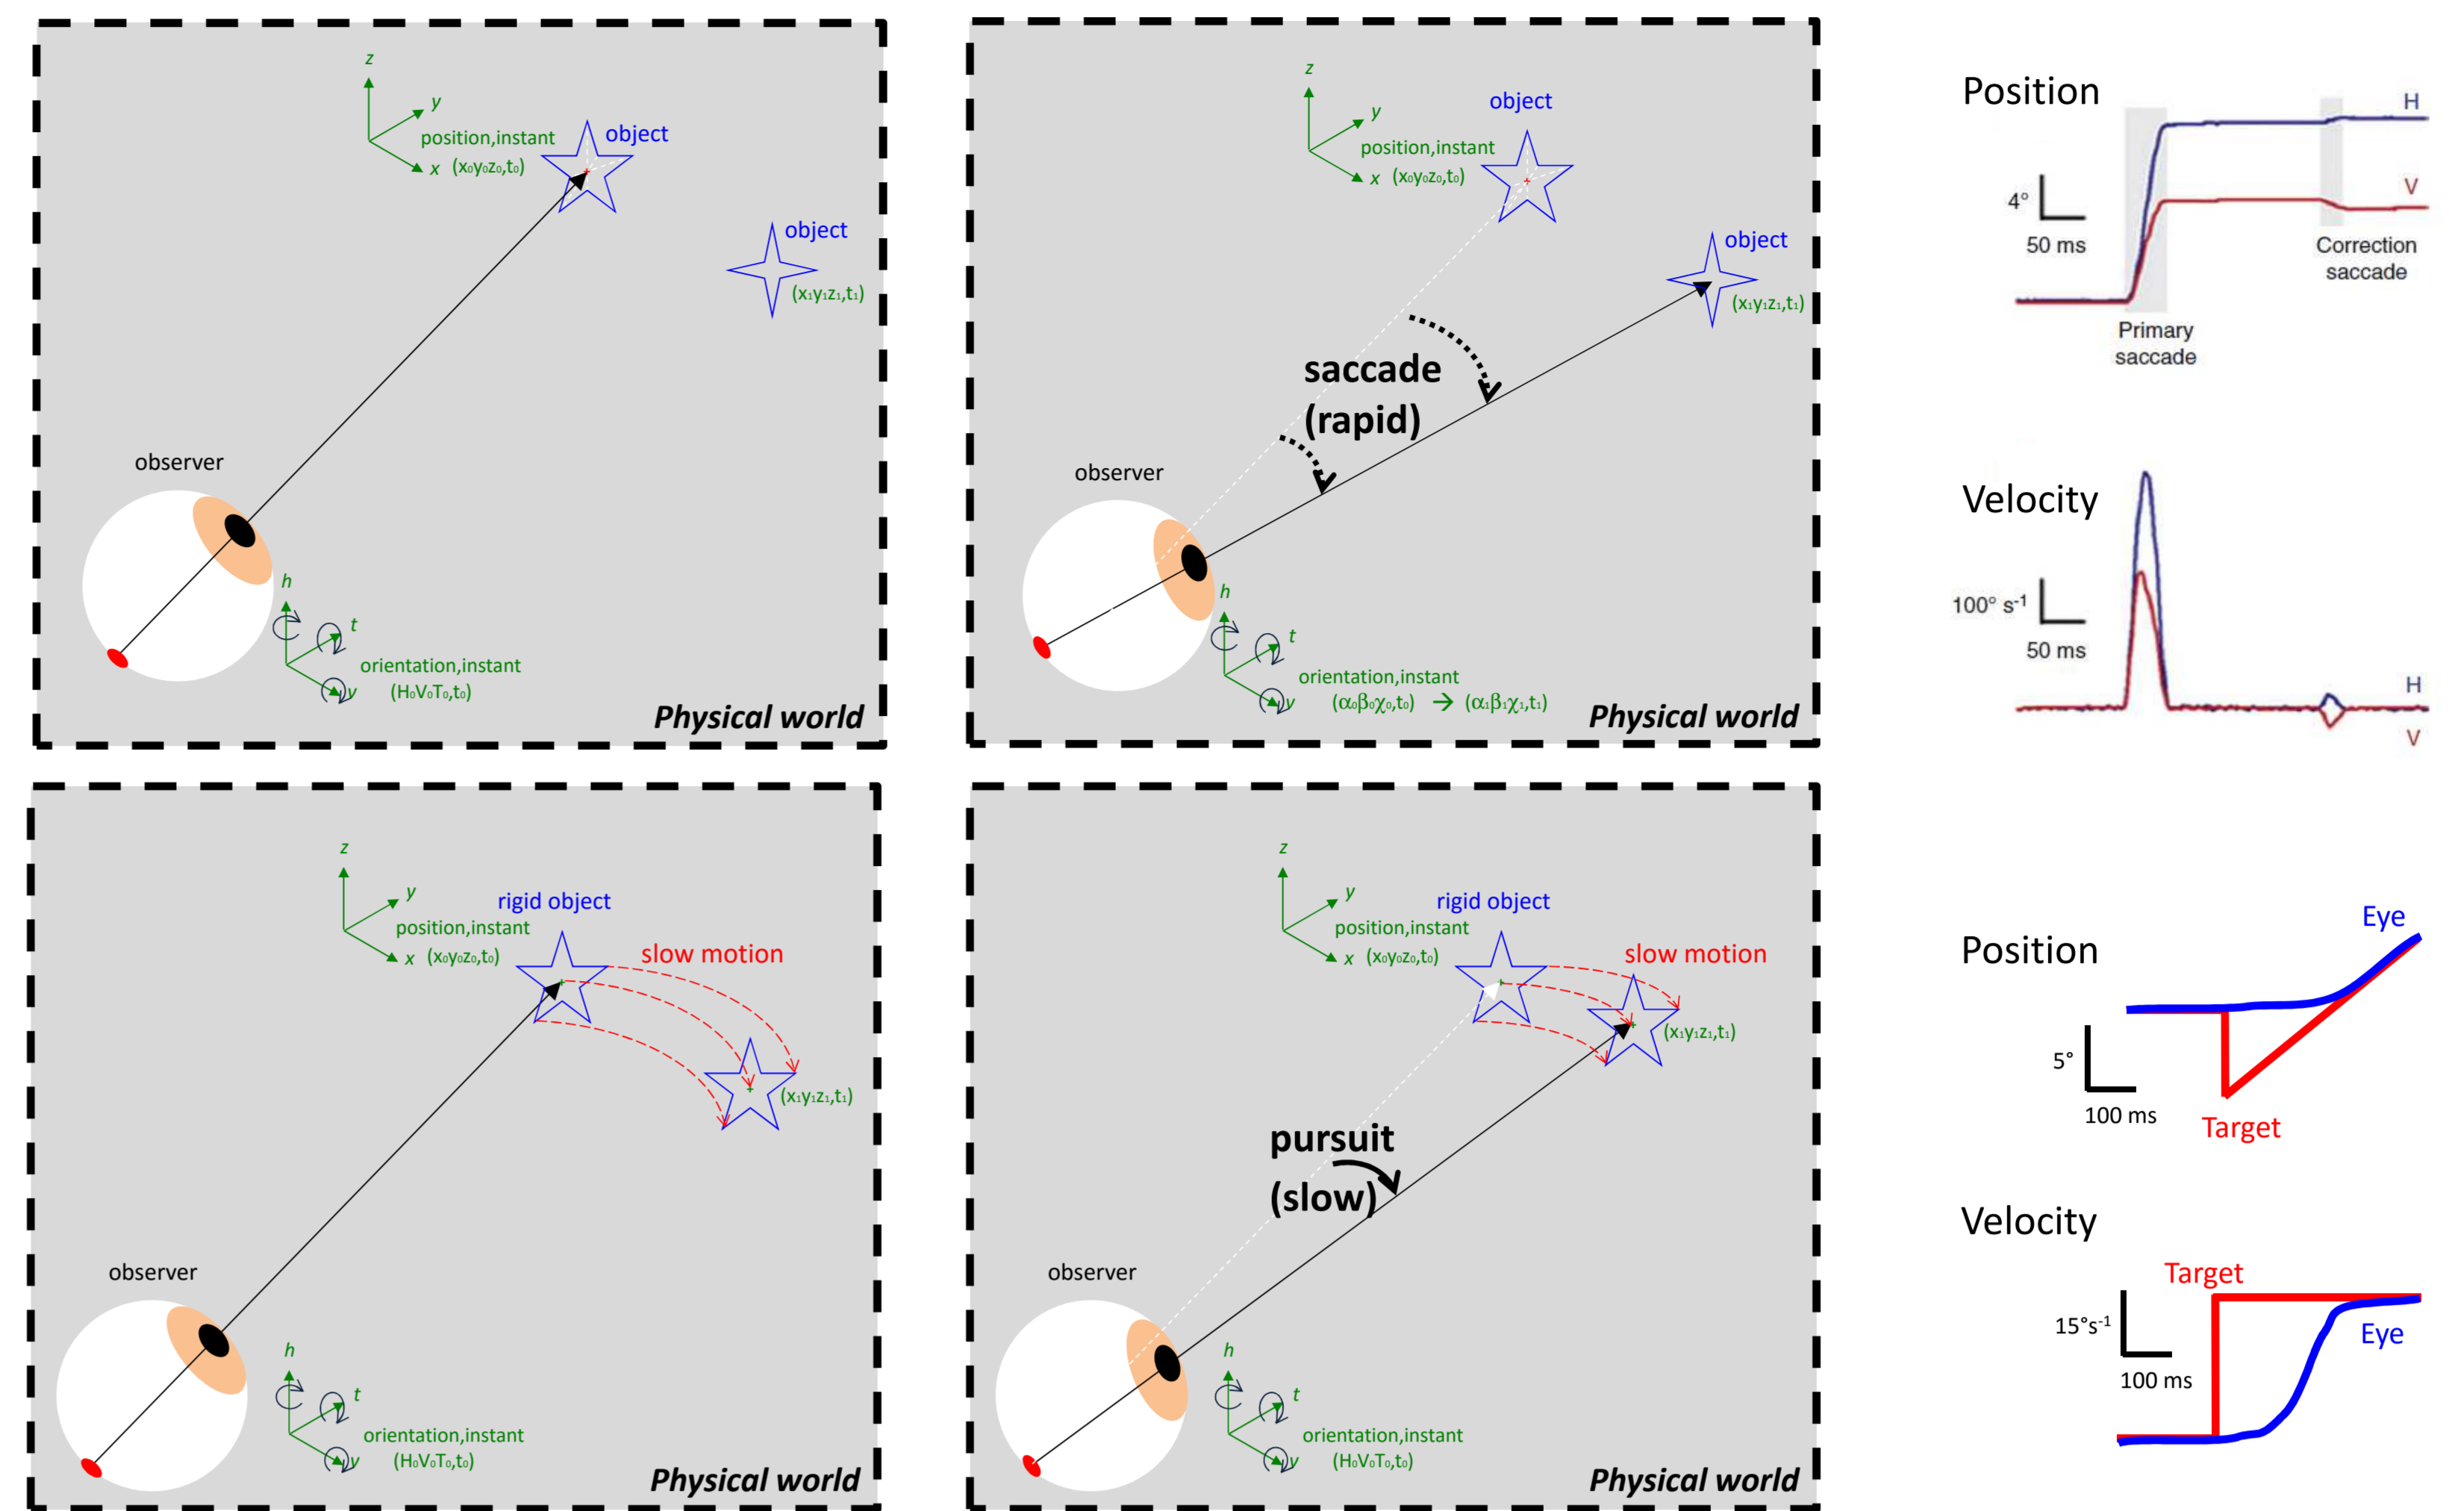 z
y
position,instant
x (x₀y₀z₀,t₀)
object
object
(x₁y₁z₁,t₁)
observer
h
t
orientation,instant
v (H₀V₀T₀,t₀)
Physical world
z
y
position,instant
x (x₀y₀z₀,t₀)
object
object
(x₁y₁z₁,t₁)
saccade
(rapid)
observer
h
t
orientation,instant
v (α₀β₀χ₀,t₀) → (α₁β₁χ₁,t₁)
Physical world
Position
H
V
4°
50 ms
Correction
saccade
Primary
saccade
Velocity
100° s⁻¹
50 ms
H
V
z
y
position,instant
x (x₀y₀z₀,t₀)
rigid object
slow motion
(x₁y₁z₁,t₁)
observer
h
t
orientation,instant
v (H₀V₀T₀,t₀)
Physical world
z
y
position,instant
x (x₀y₀z₀,t₀)
rigid object
slow motion
(x₁y₁z₁,t₁)
pursuit
(slow)
observer
h
t
orientation,instant
v (H₀V₀T₀,t₀)
Physical world
Position
Eye
5°
100 ms
Target
Velocity
Target
15°s⁻¹
Eye
100 ms